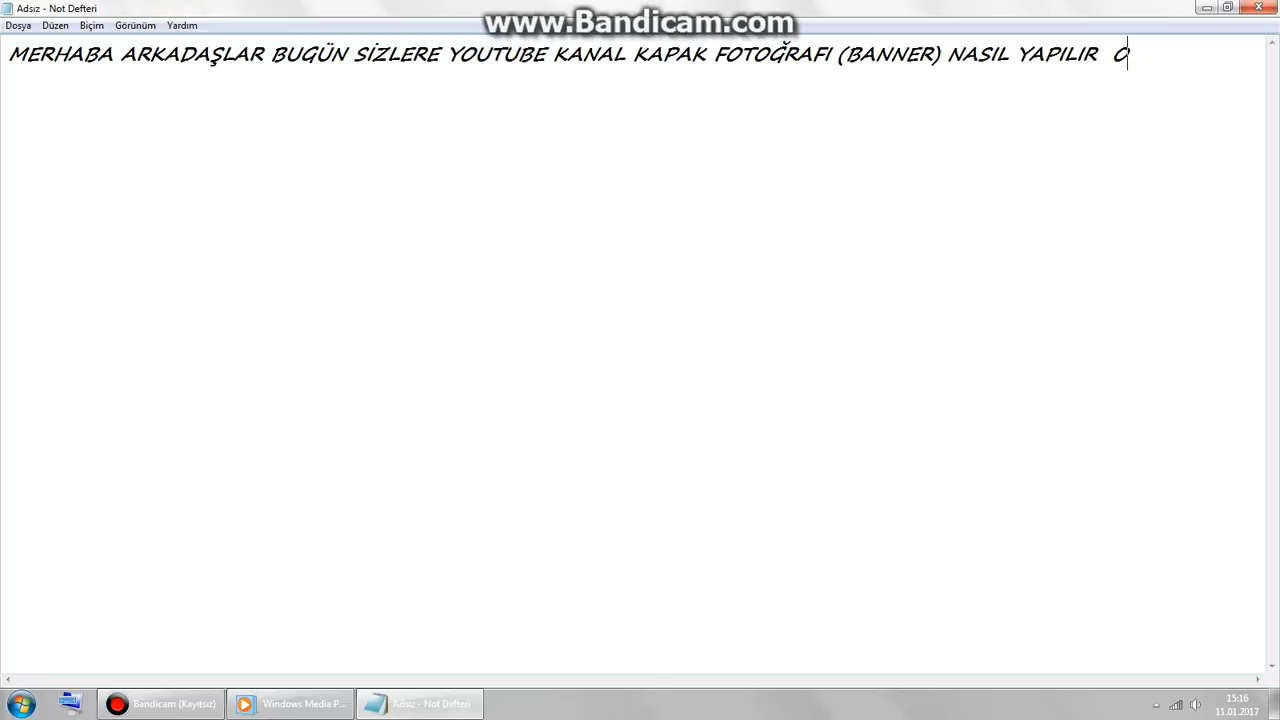 Adsız - Not Defteri
www.Bandicam.com
Dosya Düzen Biçim Görünüm Yardım
MERHABA ARKADAŞLAR BUGÜN SİZLERE YOUTUBE KANAL KAPAK FOTOĞRAFI (BANNER) NASIL YAPILIR O
Bandicam (Kayıtsız) Windows Media P... Adsız - Not Defteri
15:16
11.01.2017